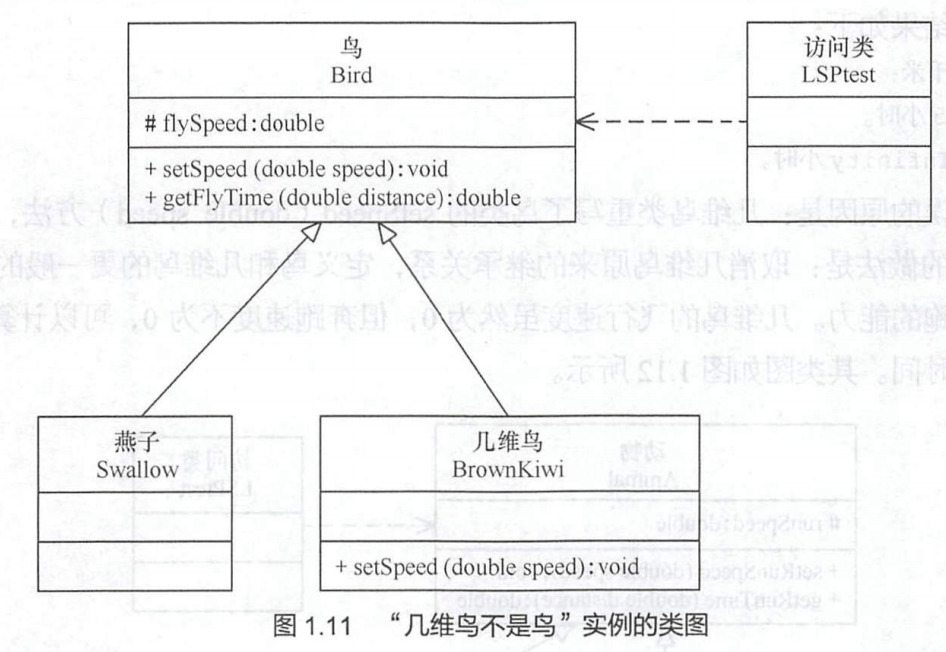 鸟
Bird
# flySpeed:double
+ setSpeed (double speed):void
+ getFlyTime (double distance):double
访问类
LSPtest
燕子
Swallow
几维鸟
BrownKiwi
+ setSpeed (double speed):void
图 1.11 “几维鸟不是鸟”实例的类图